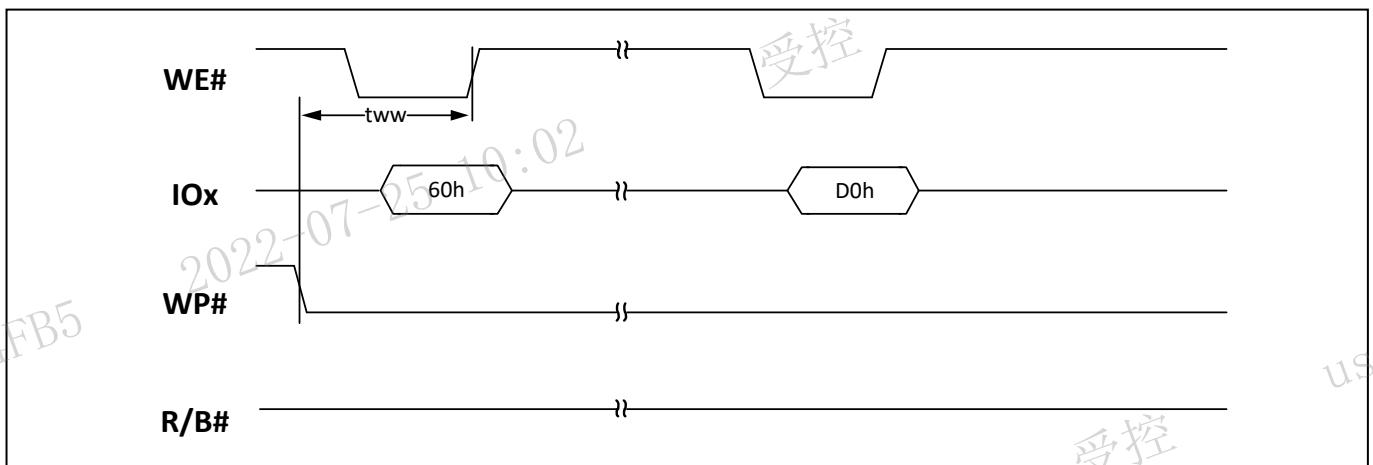 受控
WE#
tww
2022-07-25 10:02
IOx
60h
D0h
WP#
FB5
us
R/B#
受控